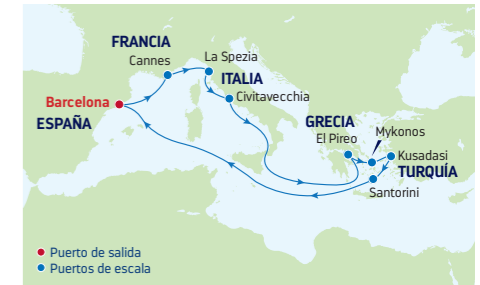 FRANCIA
Cannes
La Spezia
ITALIA
Civitavecchia
Barcelona
ESPAÑA
GRECIA
El Pireo
Mykonos
Kusadasi
TURQUÍA
Santorini
Puerto de salida
Puertos de escala